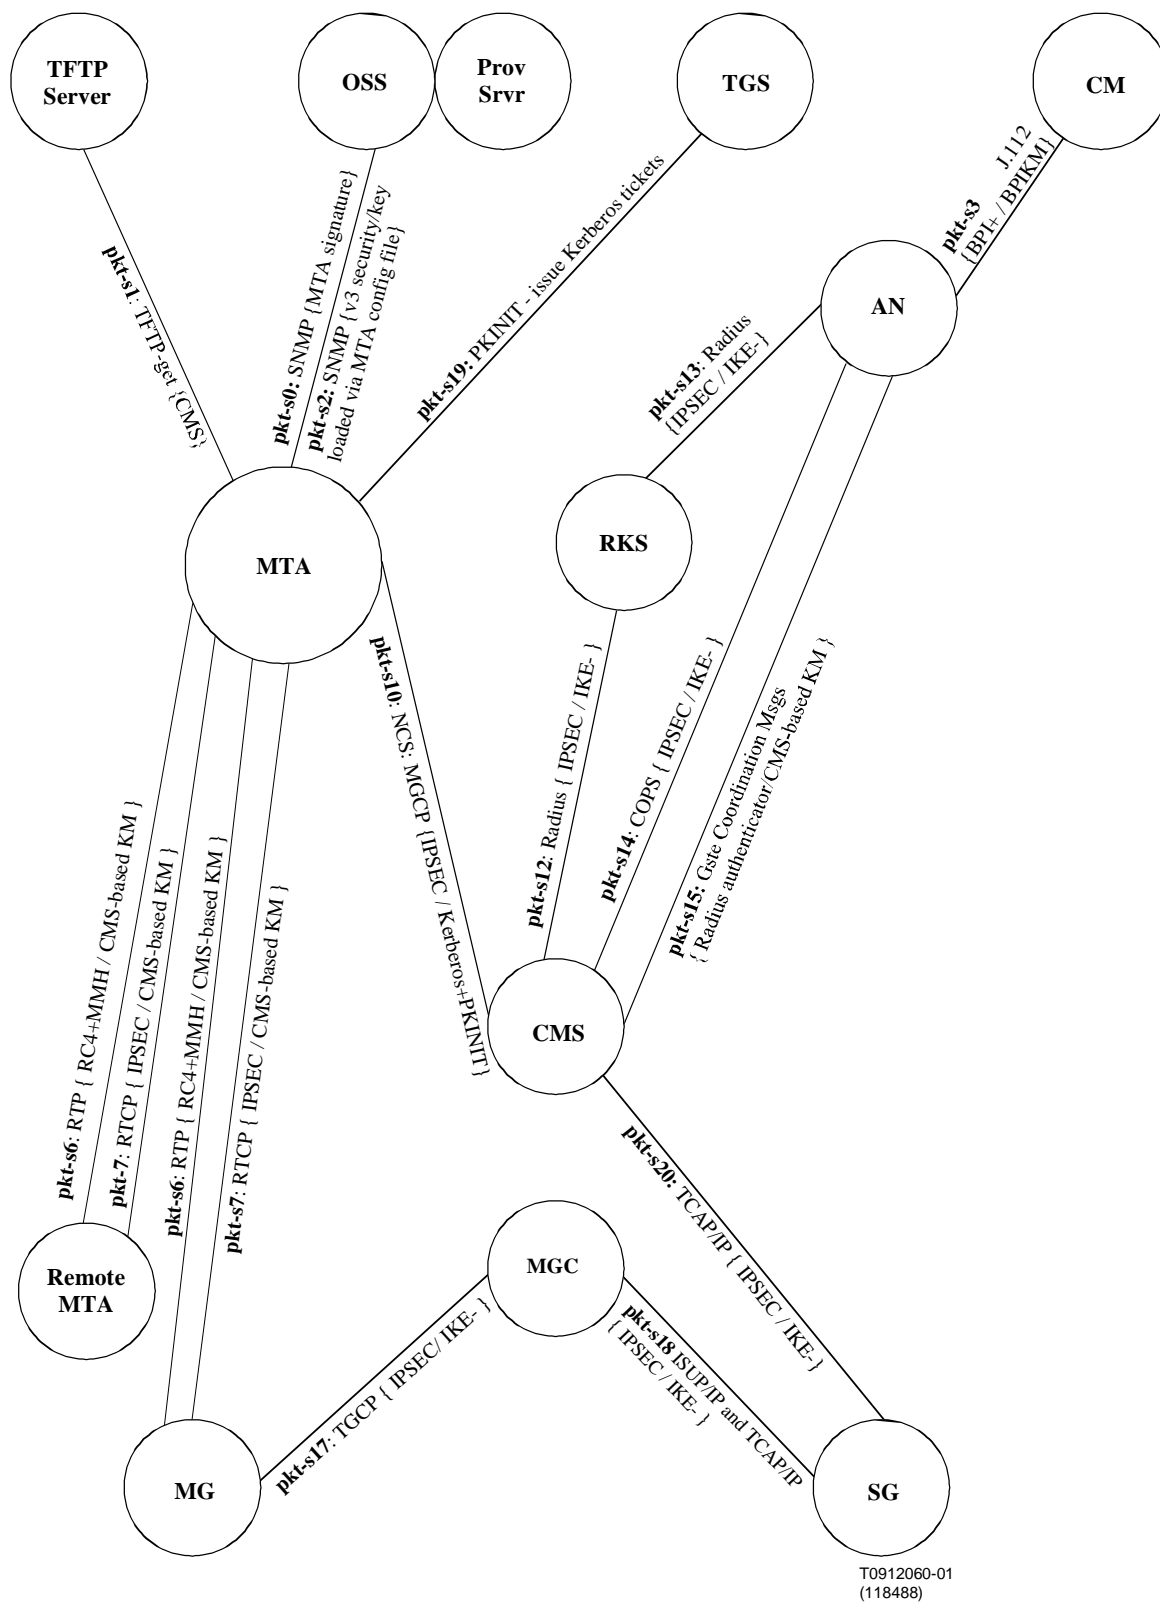 TFTP
Server
OSS
Prov
Srvr
TGS
CM
pkt-s1: TFTP-get {CMS}
pkt-s0: SNMP {MTA signature}
pkt-s2: SNMP {v3 security/key
loaded via MTA config file}
pkt-s19: PKINIT - issue Kerberos tickets
J.112
pkt-s3
{BPI+ / BPIKM}
AN
pkt-s13: Radius
{IPSEC / IKE-}
RKS
MTA
pkt-s10: NCS: MGCP {IPSEC / Kerberos+PKINIT}
pkt-s12: Radius { IPSEC / IKE- }
pkt-s14: COPS { IPSEC / IKE- }
pkt-s15: Gste Coordination Msgs
{ Radius authenticator/CMS-based KM }
pkt-s6: RTP { RC4+MMH / CMS-based KM }
pkt-7: RTCP { IPSEC / CMS-based KM }
pkt-s6: RTP { RC4+MMH / CMS-based KM }
pkt-s7: RTCP { IPSEC / CMS-based KM }
CMS
pkt-s20: TCAP/IP { IPSEC / IKE-}
Remote
MTA
MGC
pkt-s17: TGCP { IPSEC/ IKE- }
pkt-s18 ISUP/IP and TCAP/IP
{ IPSEC / IKE- }
MG
SG
T0912060-01
(118488)